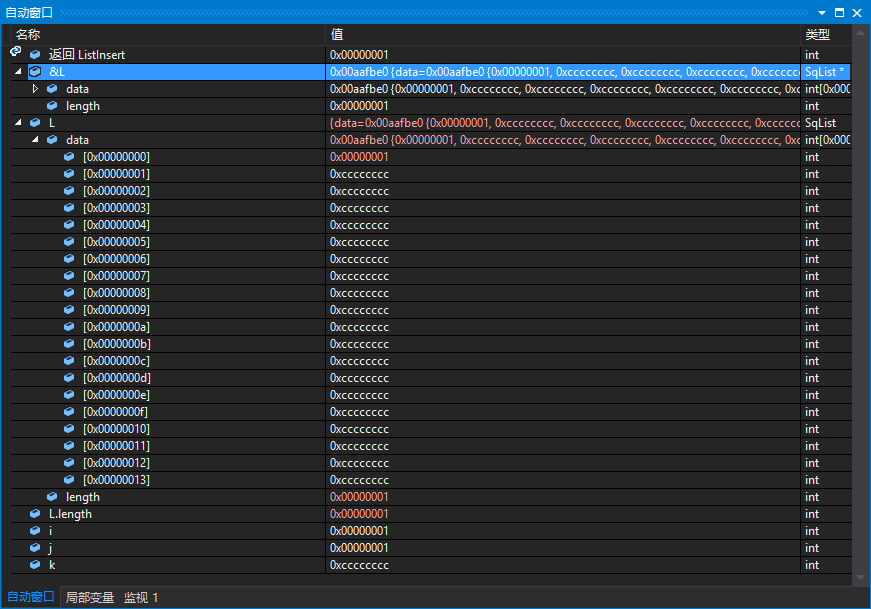 自动窗口
名称 值 类型
返回 ListInsert 0x00000001 int
&L 0x00aafbe0 {data=0x00aafbe0 {0x00000001, 0xcccccccc, 0xcccccccc, 0xcccccccc, 0xccccccc SqList *
data 0x00aafbe0 {0x00000001, 0xcccccccc, 0xcccccccc, 0xcccccccc, 0xcccccccc, 0xcccccccc, 0xc int[0x000
length 0x00000001 int
L {data=0x00aafbe0 {0x00000001, 0xcccccccc, 0xcccccccc, 0xcccccccc, 0xcccccccc, 0xcccccc SqList
data 0x00aafbe0 {0x00000001, 0xcccccccc, 0xcccccccc, 0xcccccccc, 0xcccccccc, 0xcccccccc, 0xc int[0x000
[0x00000000] 0x00000001 int
[0x00000001] 0xcccccccc int
[0x00000002] 0xcccccccc int
[0x00000003] 0xcccccccc int
[0x00000004] 0xcccccccc int
[0x00000005] 0xcccccccc int
[0x00000006] 0xcccccccc int
[0x00000007] 0xcccccccc int
[0x00000008] 0xcccccccc int
[0x00000009] 0xcccccccc int
[0x0000000a] 0xcccccccc int
[0x0000000b] 0xcccccccc int
[0x0000000c] 0xcccccccc int
[0x0000000d] 0xcccccccc int
[0x0000000e] 0xcccccccc int
[0x0000000f] 0xcccccccc int
[0x00000010] 0xcccccccc int
[0x00000011] 0xcccccccc int
[0x00000012] 0xcccccccc int
[0x00000013] 0xcccccccc int
length 0x00000001 int
L.length 0x00000001 int
i 0x00000001 int
j 0x00000001 int
k 0xcccccccc int
自动窗口 局部变量 监视 1